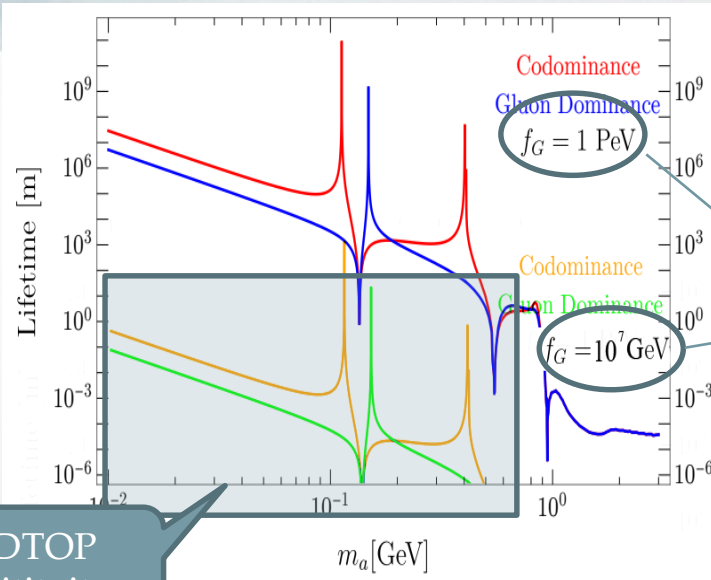 Codominance
Gluon Dominance
f_G = 1 PeV
Codominance
Gluon Dominance
f_G = 10^7 GeV
Lifetime [m]
10^9
10^6
10^3
10^0
10^-3
10^-6
10^9
10^6
10^3
10^0
10^-3
10^-6
10^-2
10^-1
10^0
m_a[GeV]
DTOP